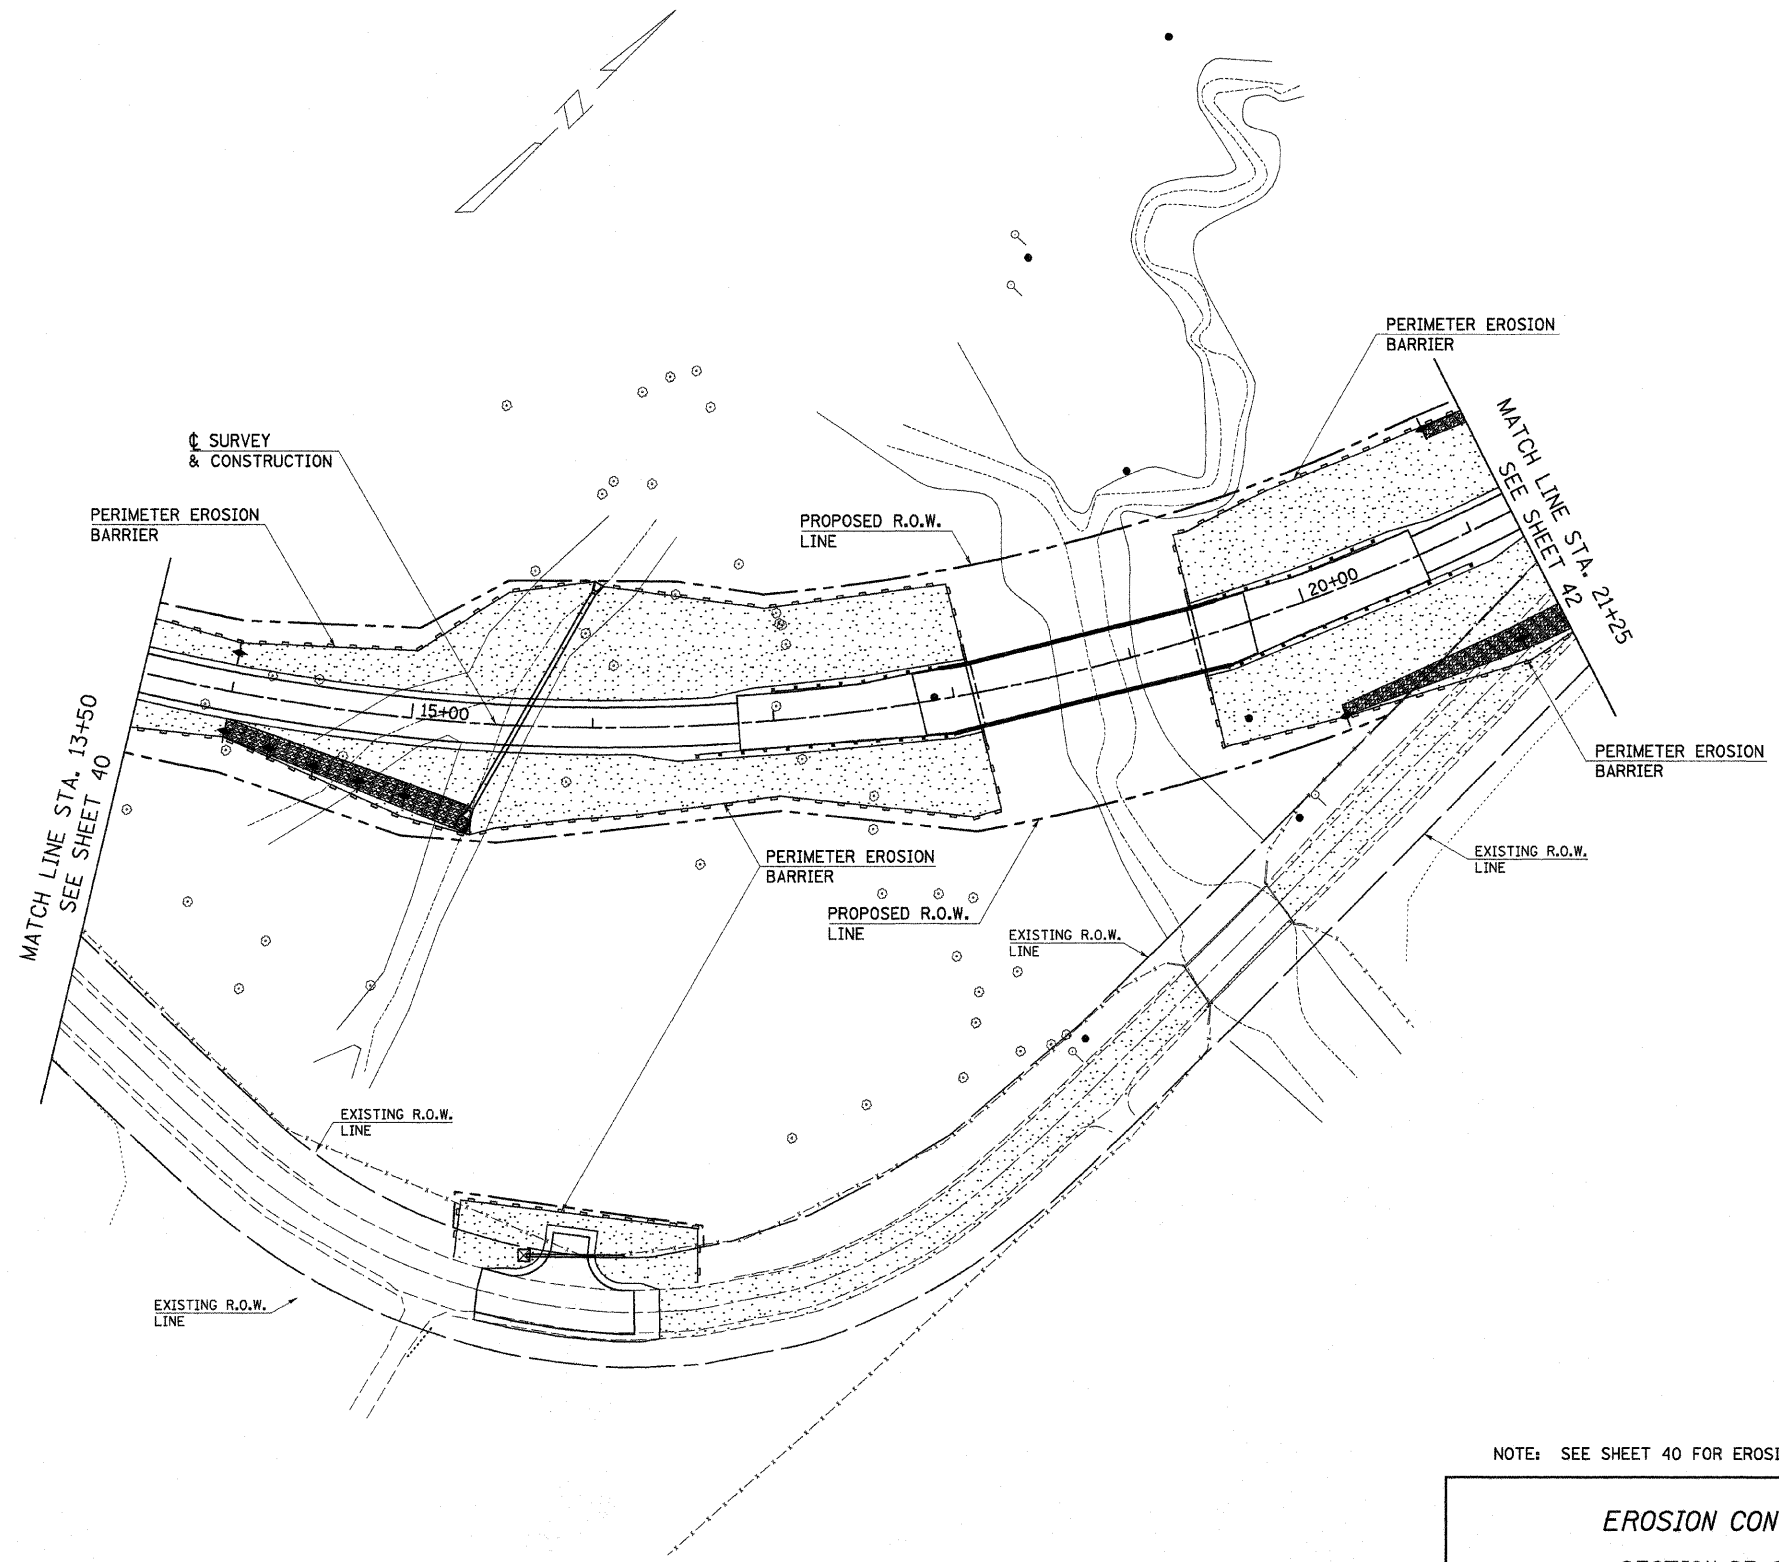 PERIMETER EROSION
BARRIER
MATCH LINE STA. 21+25
SEE SHEET 42
℄ SURVEY
& CONSTRUCTION
PERIMETER EROSION
BARRIER
PROPOSED R.O.W.
LINE
20+00
15+00
MATCH LINE STA. 13+50
SEE SHEET 40
PERIMETER EROSION
BARRIER
PERIMETER EROSION
BARRIER
EXISTING R.O.W.
LINE
PROPOSED R.O.W.
LINE
EXISTING R.O.W.
LINE
EXISTING R.O.W.
LINE
EXISTING R.O.W.
LINE
NOTE: SEE SHEET 40 FOR
EROSION